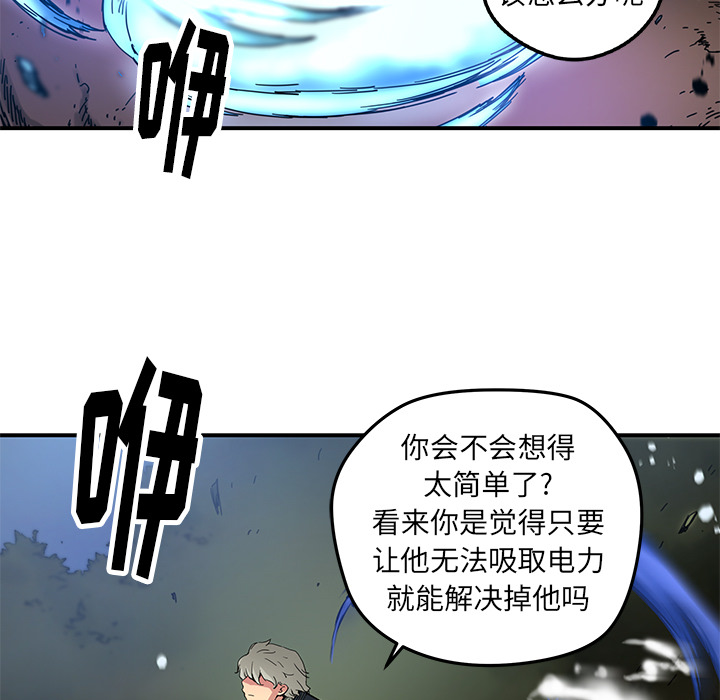 咿
咿
你会不会想得
太简单了?
看来你是觉得只要
让他无法吸取电力
就能解决掉他吗